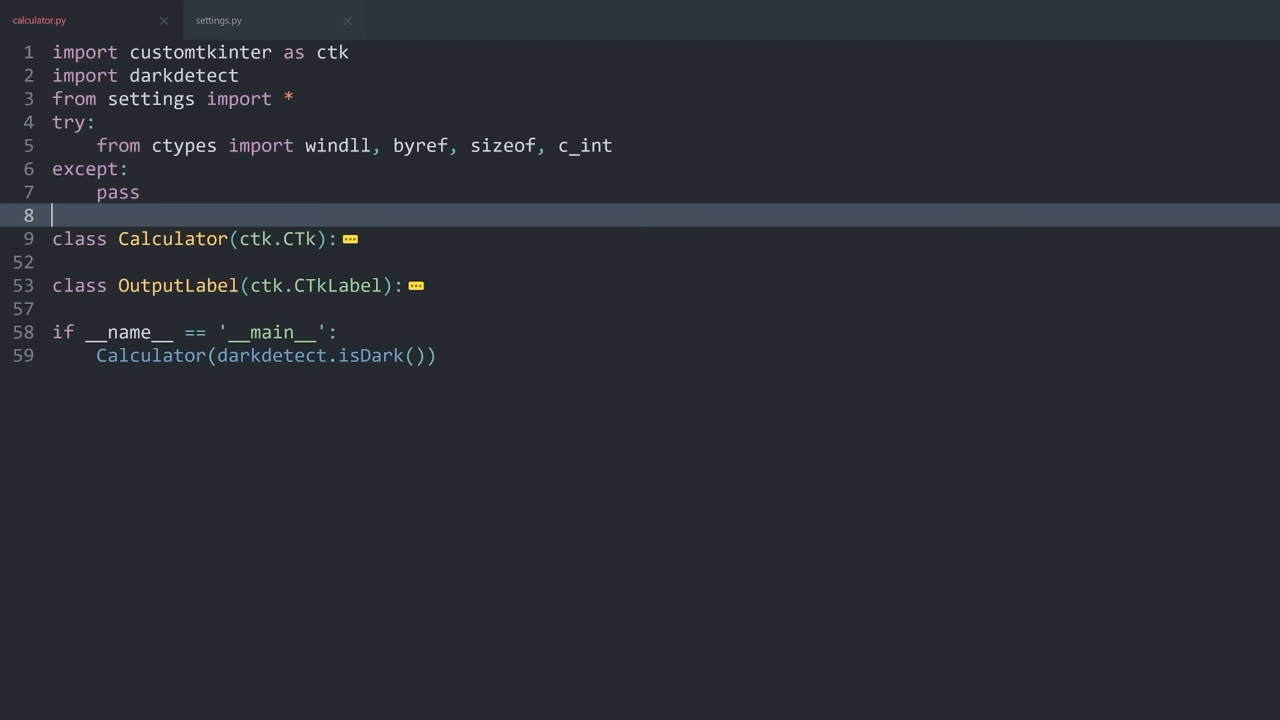 calculator.py
settings.py
1 import customtkinter as ctk
2 import darkdetect
3 from settings import *
4 try:
5     from ctypes import windll, byref, sizeof, c_int
6 except:
7     pass
8
9 class Calculator(ctk.CTk):
52
53 class OutputLabel(ctk.CTkLabel):
57
58 if __name__ == '__main__':
59     Calculator(darkdetect.isDark())